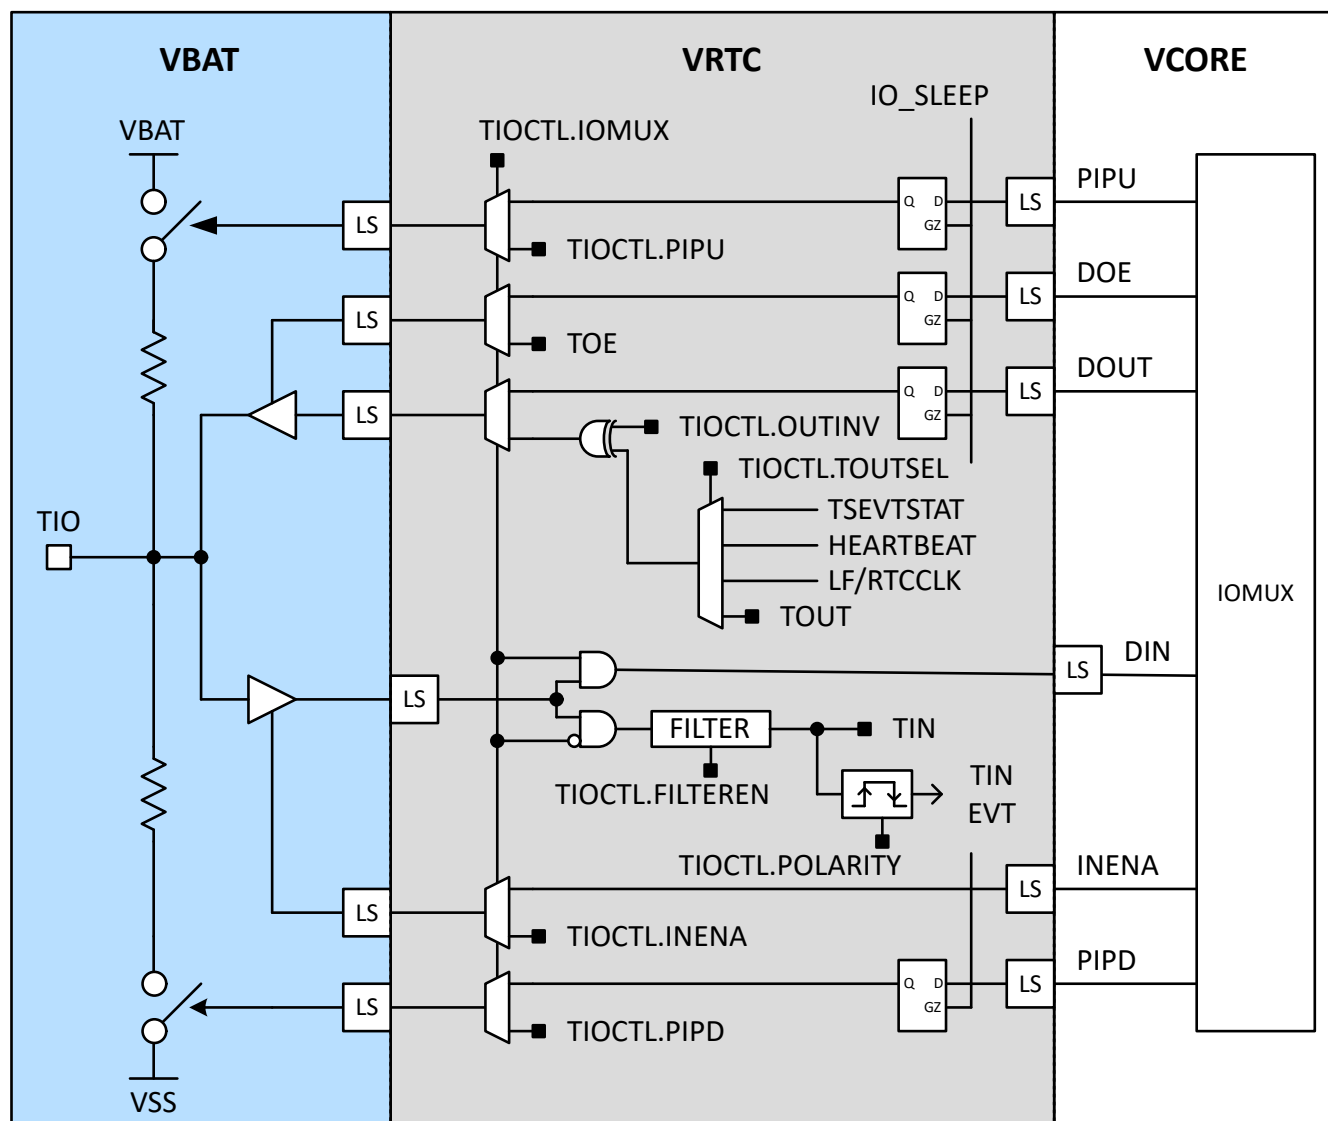 VBAT
VRTC
VCORE
IO_SLEEP
VBAT
TIOCTL.IOMUX
PIPU
LS
Q D
GZ
LS
TIOCTL.PIPU
DOE
LS
Q D
GZ
LS
TOE
DOUT
LS
Q D
GZ
LS
TIOCTL.OUTINV
TIOCTL.TOUTSEL
TSEVTSTAT
TIO
HEARTBEAT
LF/RTCCLK
IOMUX
TOUT
DIN
LS
LS
FILTER
TIN
TIOCTL.FILTEREN
TIN
EVT
TIOCTL.POLARITY
INENA
LS
LS
TIOCTL.INENA
PIPD
LS
Q D
GZ
LS
TIOCTL.PIPD
VSS